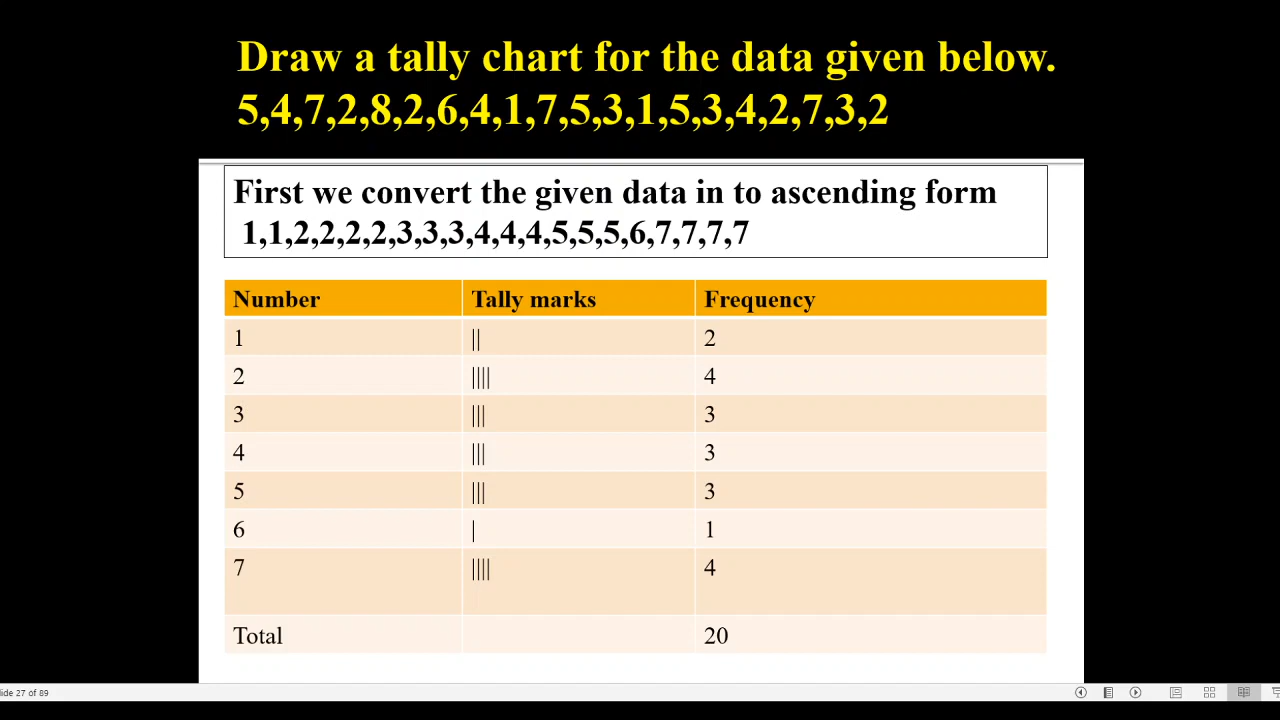 Draw a tally chart for the data given below.
5,4,7,2,8,2,6,4,1,7,5,3,1,5,3,4,2,7,3,2
First we convert the given data in to ascending form
1,1,2,2,2,2,3,3,3,4,4,4,5,5,5,6,7,7,7,7
Number Tally marks Frequency
1 || 2
2 |||| 4
3 ||| 3
4 ||| 3
5 ||| 3
6 | 1
7 |||| 4
Total 20
lide 27 of 89